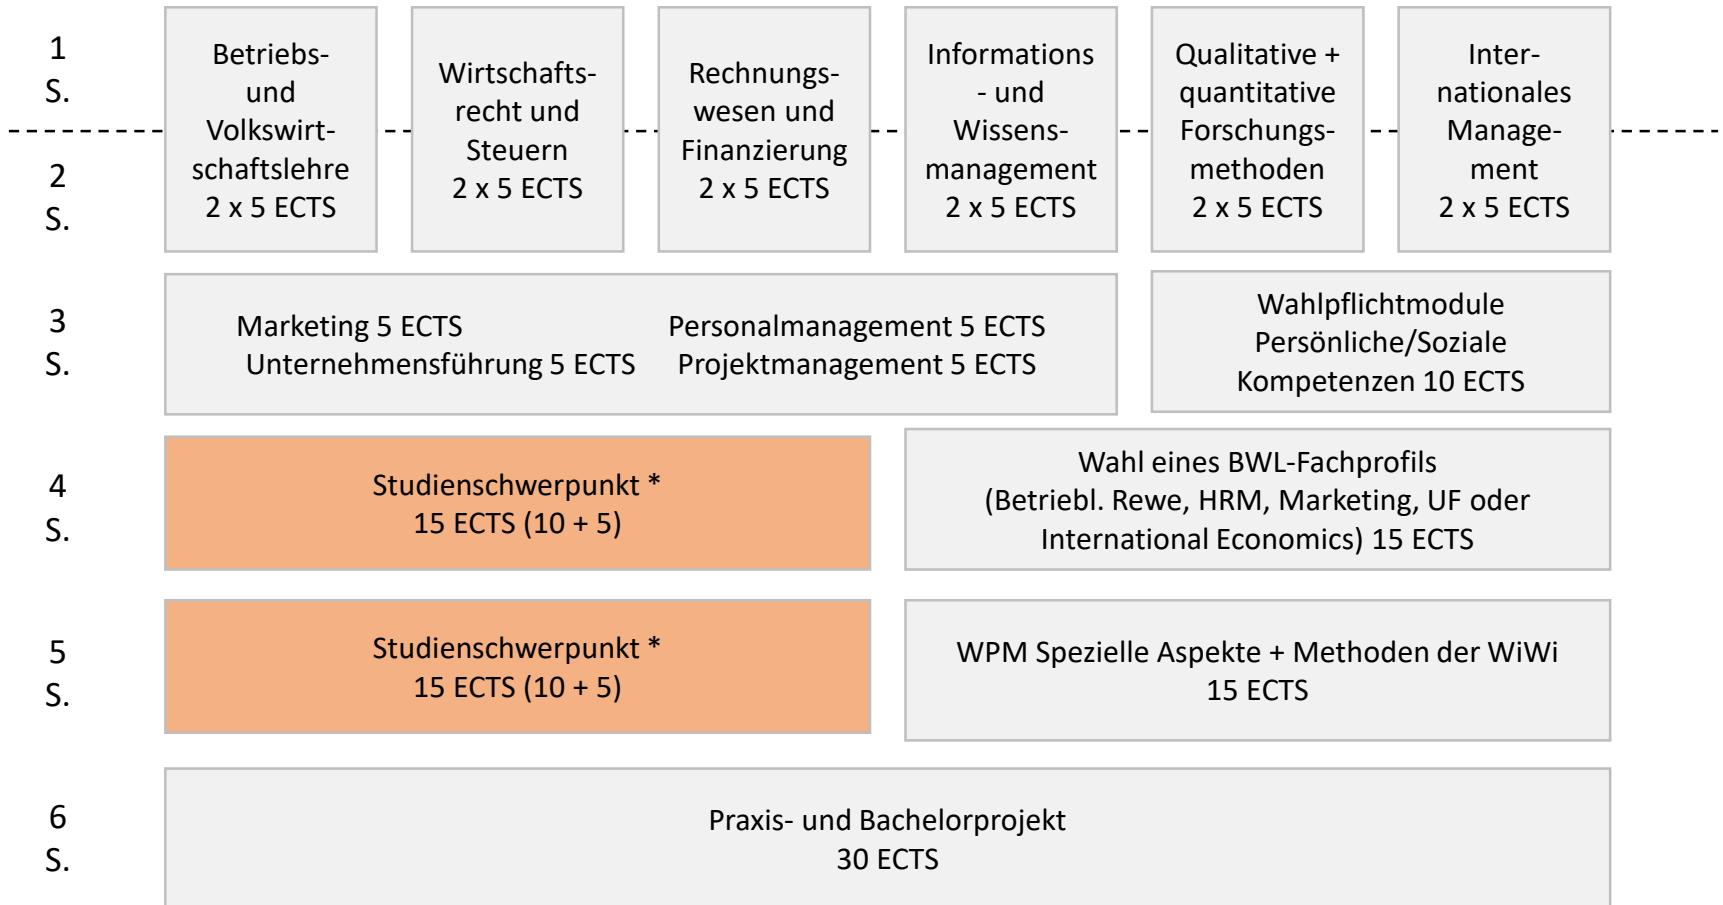 1
S.
2
S.
Betriebs-
und
Volkswirt-
schaftslehre
2 x 5 ECTS
Wirtschafts-
recht und
Steuern
2 x 5 ECTS
Rechnungs-
wesen und
Finanzierung
2 x 5 ECTS
Informations
- und
Wissens-
management
2 x 5 ECTS
Qualitative +
quantitative
Forschungs-
methoden
2 x 5 ECTS
Inter-
nationales
Manage-
ment
2 x 5 ECTS
3
S.
Marketing 5 ECTS Personalmanagement 5 ECTS
Unternehmensführung 5 ECTS Projektmanagement 5 ECTS
Wahlpflichtmodule
Persönliche/Soziale
Kompetenzen 10 ECTS
4
S.
Studienschwerpunkt *
15 ECTS (10 + 5)
Wahl eines BWL-Fachprofils
(Betriebl. Rewe, HRM, Marketing, UF oder
International Economics) 15 ECTS
5
S.
Studienschwerpunkt *
15 ECTS (10 + 5)
WPM Spezielle Aspekte + Methoden der WiWi
15 ECTS
6
S.
Praxis- und Bachelorprojekt
30 ECTS